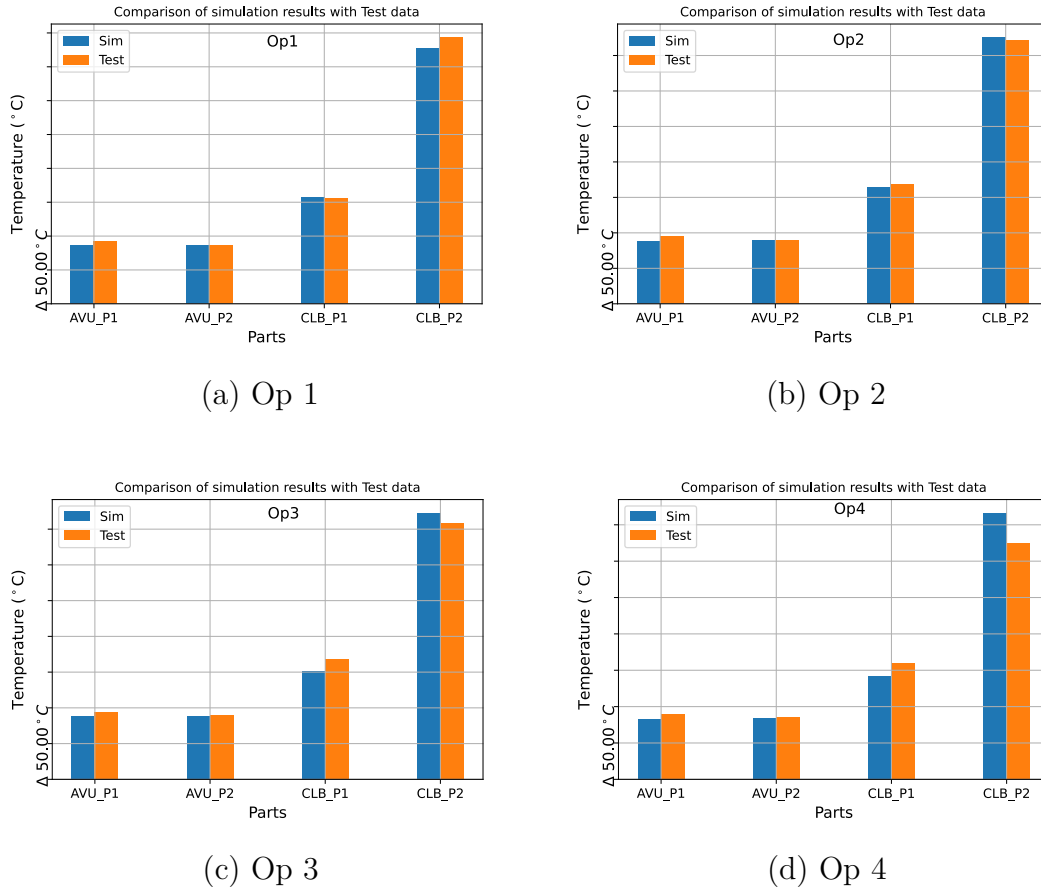 Comparison of simulation results with Test data
Op1
Sim
Test
Temperature (°C)
Δ 50.00°C
AVU_P1 AVU_P2 CLB_P1 CLB_P2
Parts
(a) Op 1
Comparison of simulation results with Test data
Op2
Sim
Test
Temperature (°C)
Δ 50.00°C
AVU_P1 AVU_P2 CLB_P1 CLB_P2
Parts
(b) Op 2
Comparison of simulation results with Test data
Op3
Sim
Test
Temperature (°C)
Δ 50.00°C
AVU_P1 AVU_P2 CLB_P1 CLB_P2
Parts
(c) Op 3
Comparison of simulation results with Test data
Op4
Sim
Test
Temperature (°C)
Δ 50.00°C
AVU_P1 AVU_P2 CLB_P1 CLB_P2
Parts
(d) Op 4